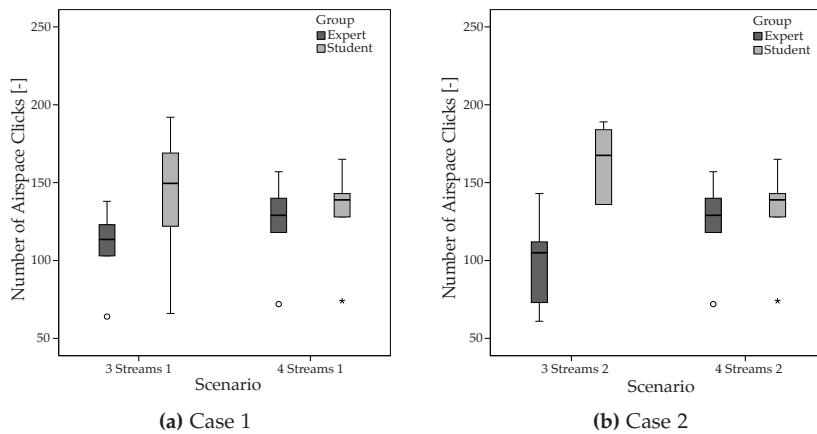 Group
Expert
Student
250
200
150
100
50
Number of Airspace Clicks [-]
3 Streams 1
4 Streams 1
Scenario
(a) Case 1
Group
Expert
Student
250
200
150
100
50
Number of Airspace Clicks [-]
3 Streams 2
4 Streams 2
Scenario
(b) Case 2